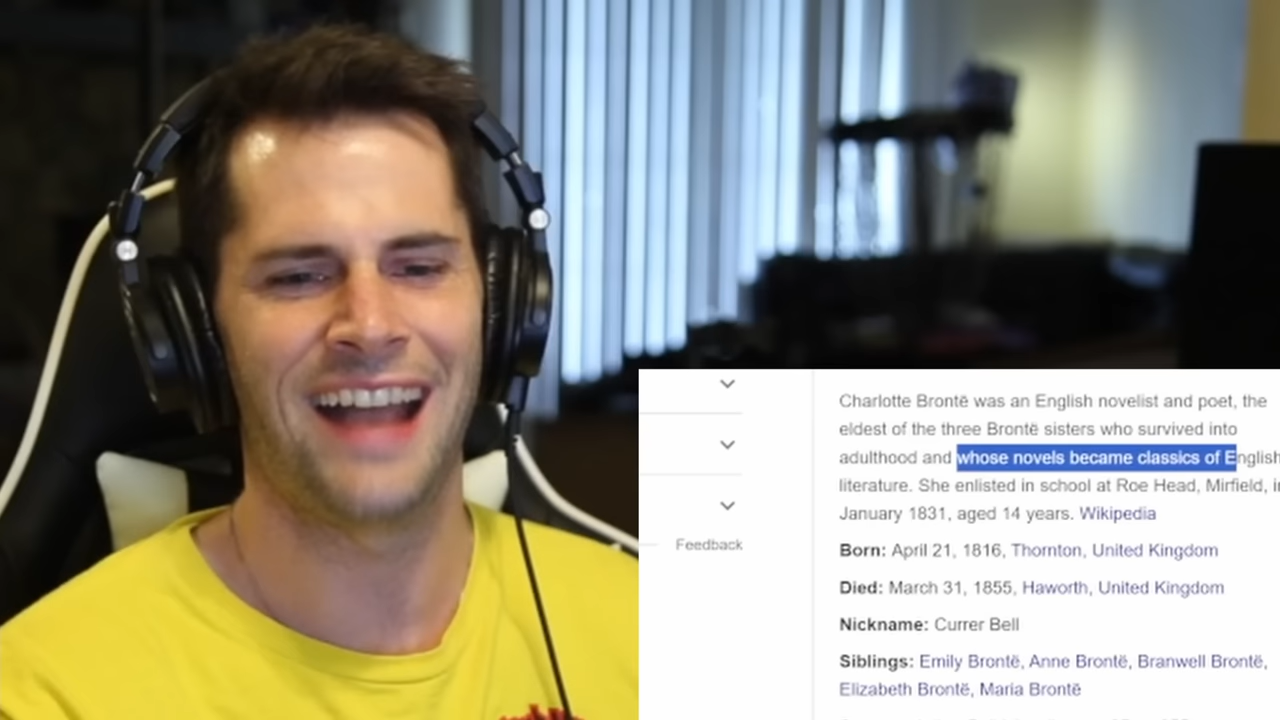 Charlotte Brontë was an English novelist and poet, the
eldest of the three Brontë sisters who survived into
adulthood and whose novels became classics of English
literature. She enlisted in school at Roe Head, Mirfield, in
January 1831, aged 14 years. Wikipedia
Feedback
Born: April 21, 1816, Thornton, United Kingdom
Died: March 31, 1855, Haworth, United Kingdom
Nickname: Currer Bell
Siblings: Emily Brontë, Anne Brontë, Branwell Brontë,
Elizabeth Brontë, Maria Brontë